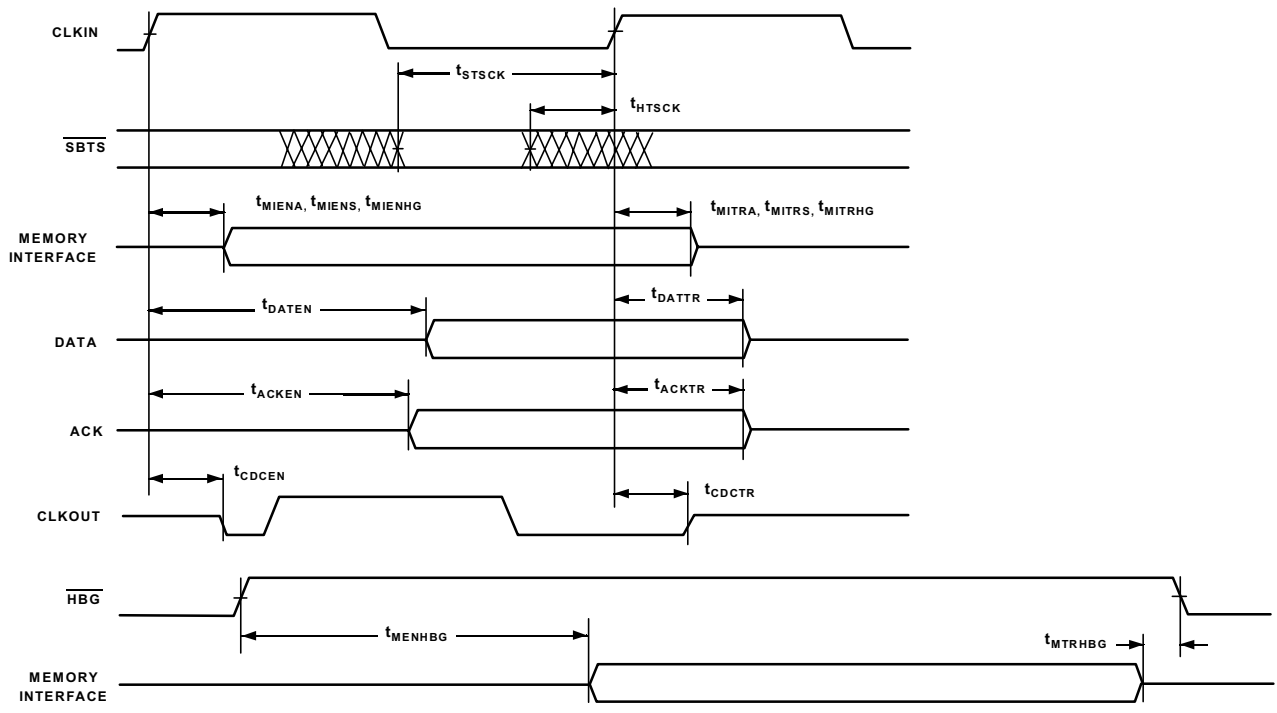 CLKIN
tSTSCK
tHTSCK
SBTS
tMIENA, tMIENS, tMIENHG
tMITRA, tMITRS, tMITRHG
MEMORY
INTERFACE
tDATEN
tDATTR
DATA
tACKEN
tACKTR
ACK
tCDCEN
tCDCTR
CLKOUT
HBG
tMENHBG
tMTRHBG
MEMORY
INTERFACE